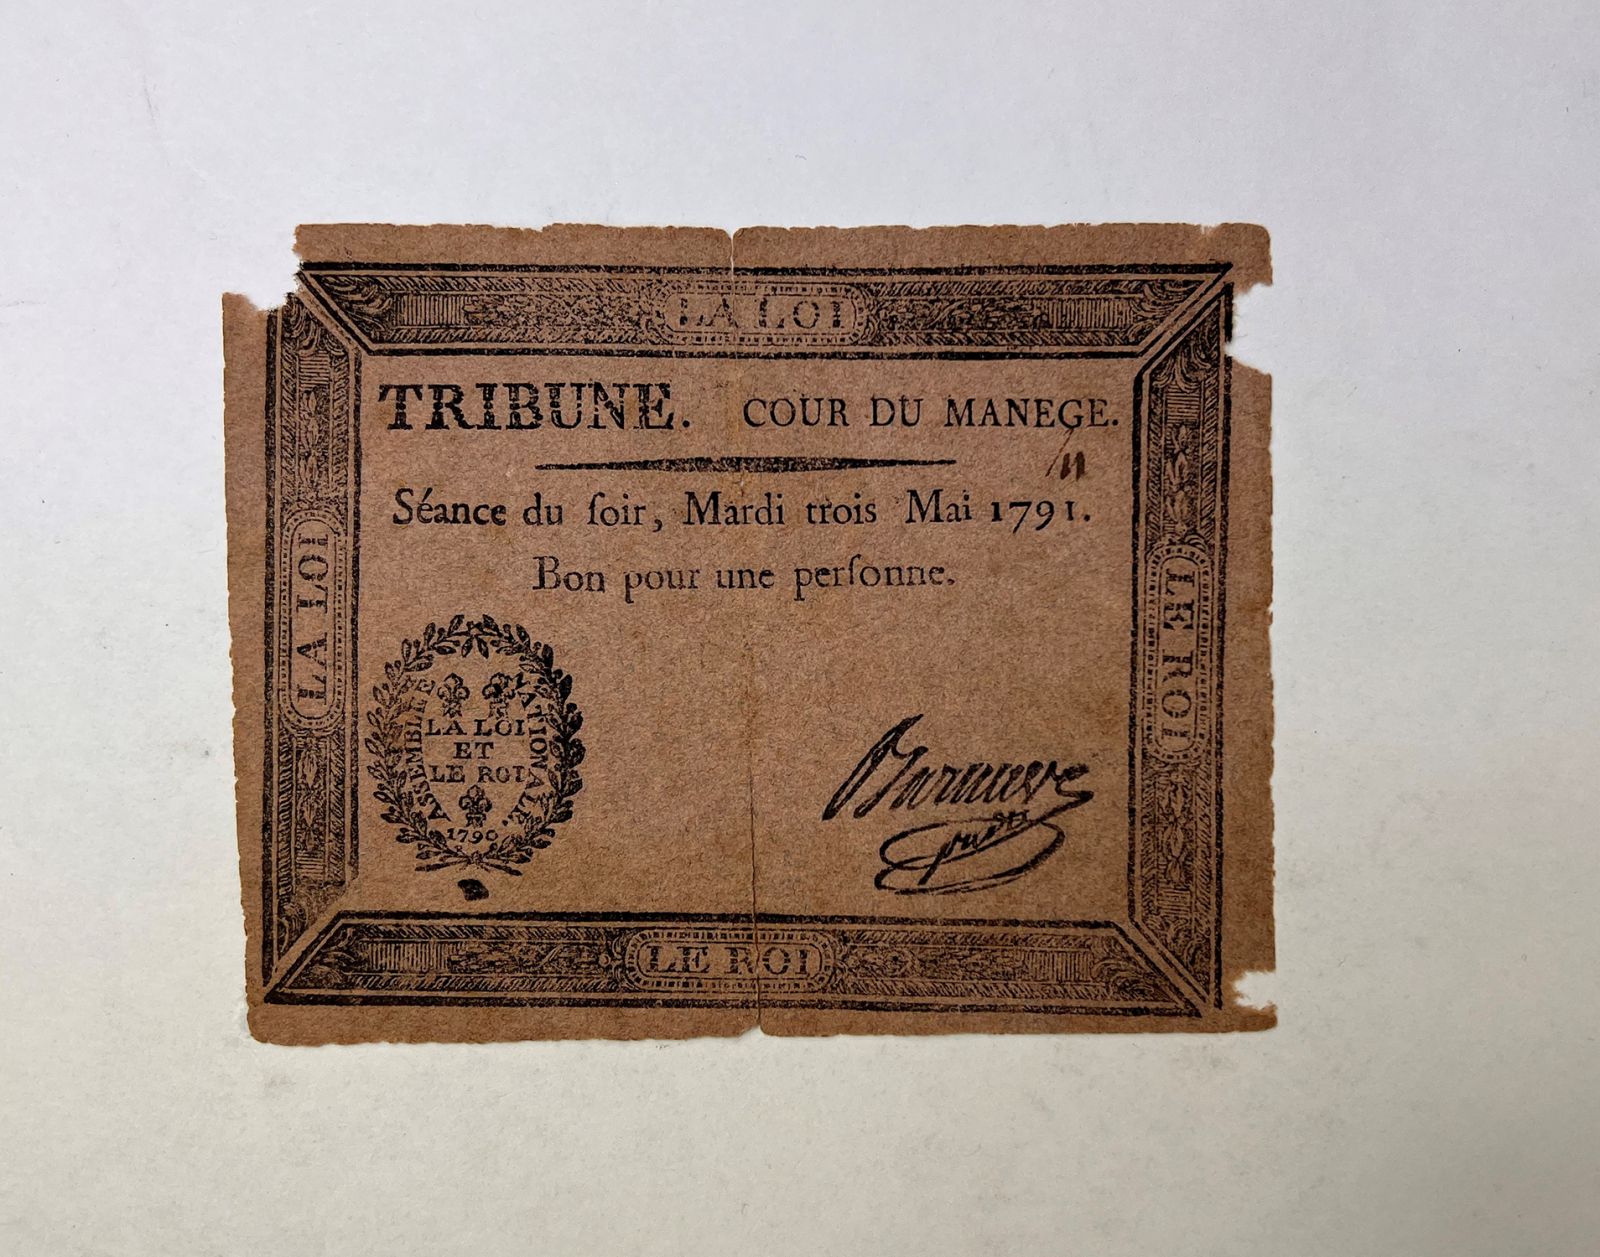 LA LOI
TRIBUNE. COUR DU MANEGE.
11
Séance du ſoir, Mardi trois Mai 1791.
Bon pour une perſonne.
LA LOI
LE ROI
ASSEMBLÉE NATIONALE.
LA LOI
ET
LE ROI
1790
LE ROI